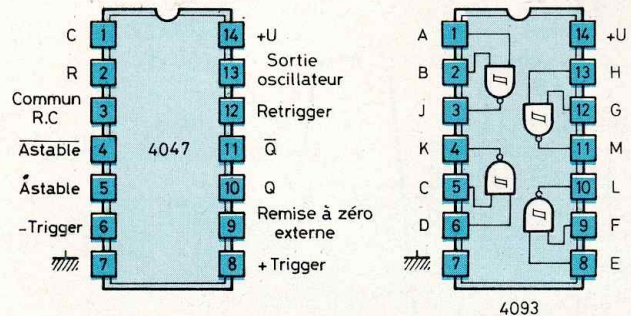 C 1 14 +U
R 2 13 Sortie oscillateur
Commun R.C 3 12 Retrigger
A̅s̅t̅a̅b̅l̅e̅ 4 4047 11 Q̅
Astable 5 10 Q
-Trigger 6 9 Remise à zéro externe
7 8 + Trigger
A 1 14 +U
B 2 13 H
J 3 12 G
K 4 11 M
C 5 10 L
D 6 9 F
7 8 E
4093